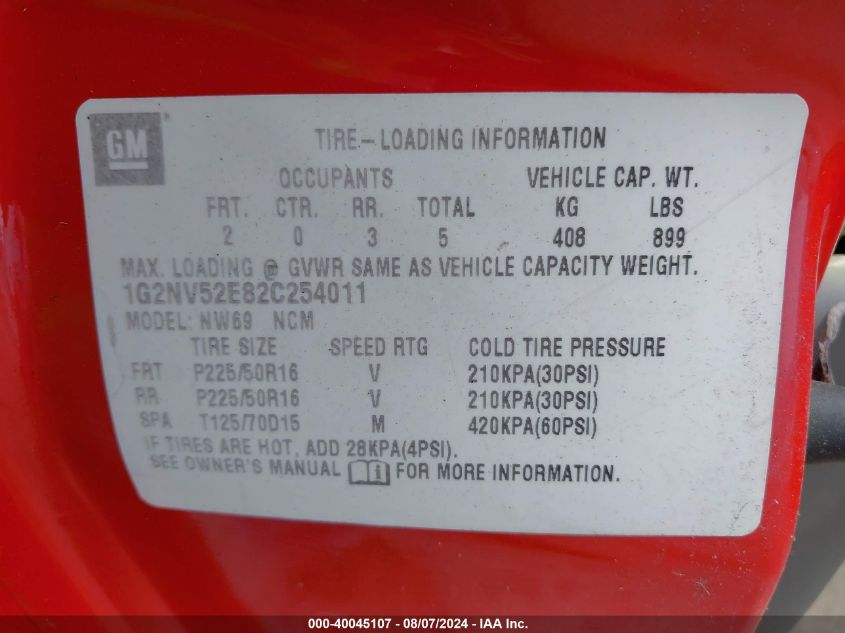 GM
TIRE-LOADING INFORMATION
OCCUPANTS VEHICLE CAP. WT.
FRT. CTR. RR. TOTAL KG LBS
2 0 3 5 408 899
MAX. LOADING @ GVWR SAME AS VEHICLE CAPACITY WEIGHT.
1G2NV52E82C254011
MODEL: NW69 NCM
TIRE SIZE SPEED RTG COLD TIRE PRESSURE
FRT P225/50R16 V 210KPA(30PSI)
RR P225/50R16 V 210KPA(30PSI)
SPA T125/70D15 M 420KPA(60PSI)
IF TIRES ARE HOT, ADD 28KPA(4PSI).
SEE OWNER'S MANUAL FOR MORE INFORMATION.
000-40045107 - 08/07/2024 - IAA Inc.